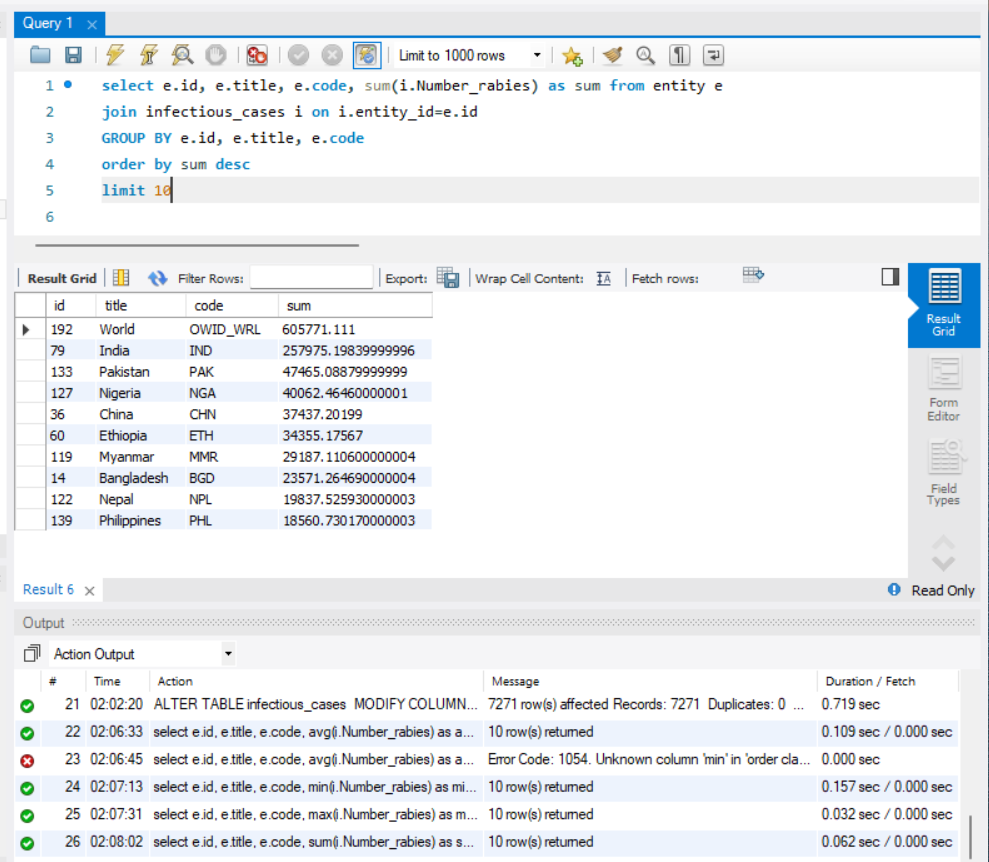 Query 1
Limit to 1000 rows
1 select e.id, e.title, e.code, sum(i.Number_rabies) as sum from entity e
2 join infectious_cases i on i.entity_id=e.id
3 GROUP BY e.id, e.title, e.code
4 order by sum desc
5 limit 10
6
Result Grid Filter Rows: Export: Wrap Cell Content: Fetch rows:
id title code sum
192 World OWID_WRL 605771.111
79 India IND 257975.19839999996
133 Pakistan PAK 47465.08879999999
127 Nigeria NGA 40062.46460000001
36 China CHN 37437.20199
60 Ethiopia ETH 34355.17567
119 Myanmar MMR 29187.110600000004
14 Bangladesh BGD 23571.264690000004
122 Nepal NPL 19837.525930000003
139 Philippines PHL 18560.730170000003
Result
Grid
Form
Editor
Field
Types
Result 6 Read Only
Output
Action Output
# Time Action Message Duration / Fetch
21 02:02:20 ALTER TABLE infectious_cases MODIFY COLUMN... 7271 row(s) affected Records: 7271 Duplicates: 0 ... 0.719 sec
22 02:06:33 select e.id, e.title, e.code, avg(i.Number_rabies) as a... 10 row(s) returned 0.109 sec / 0.000 sec
23 02:06:45 select e.id, e.title, e.code, avg(i.Number_rabies) as a... Error Code: 1054. Unknown column 'min' in 'order cla... 0.000 sec
24 02:07:13 select e.id, e.title, e.code, min(i.Number_rabies) as mi... 10 row(s) returned 0.157 sec / 0.000 sec
25 02:07:31 select e.id, e.title, e.code, max(i.Number_rabies) as m... 10 row(s) returned 0.032 sec / 0.000 sec
26 02:08:02 select e.id, e.title, e.code, sum(i.Number_rabies) as s... 10 row(s) returned 0.062 sec / 0.000 sec